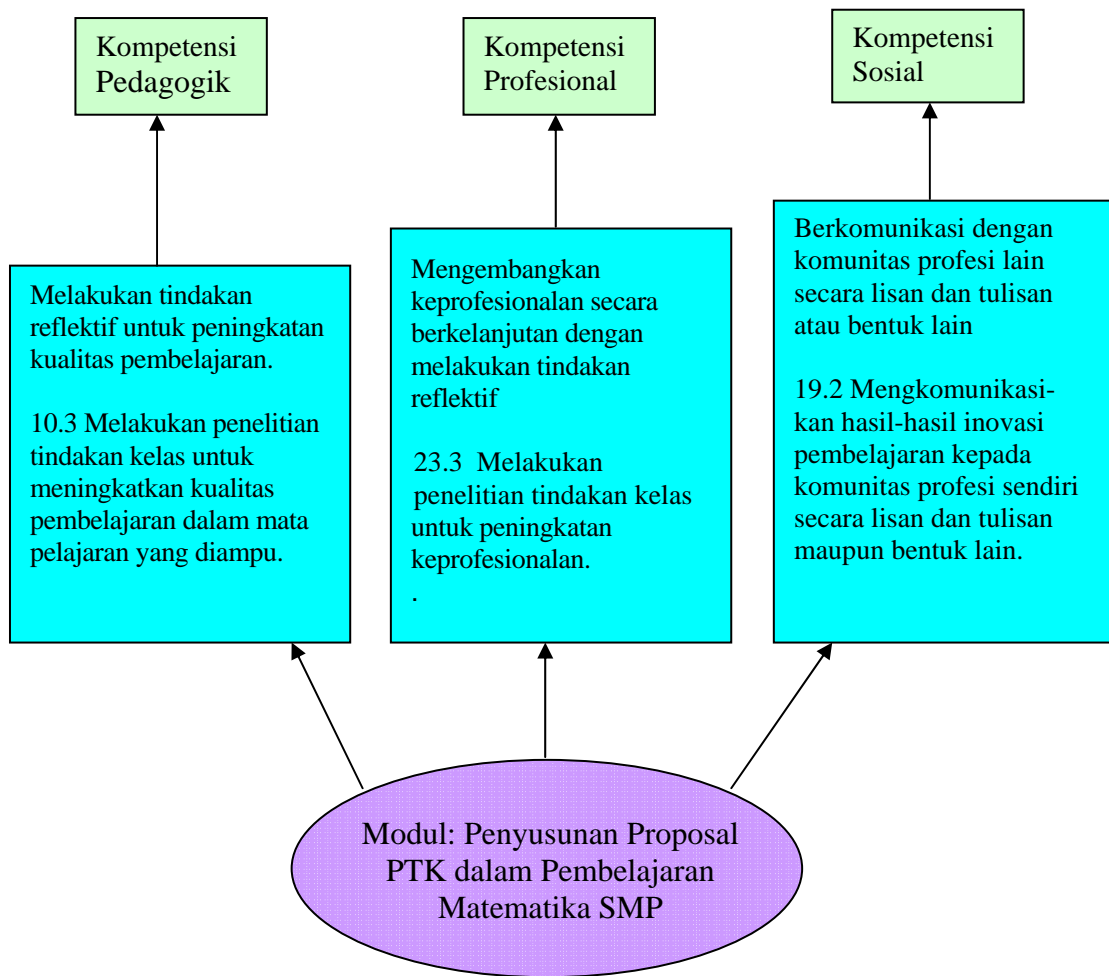 Kompetensi
Pedagogik
Kompetensi
Profesional
Kompetensi
Sosial
Melakukan tindakan
reflektif untuk peningkatan
kualitas pembelajaran.
10.3 Melakukan penelitian
tindakan kelas untuk
meningkatkan kualitas
pembelajaran dalam mata
pelajaran yang diampu.
Mengembangkan
keprofesionalan secara
berkelanjutan dengan
melakukan tindakan
reflektif
23.3 Melakukan
penelitian tindakan kelas
untuk peningkatan
keprofesionalan.
.
Berkomunikasi dengan
komunitas profesi lain
secara lisan dan tulisan
atau bentuk lain
19.2 Mengkomunikasi-
kan hasil-hasil inovasi
pembelajaran kepada
komunitas profesi sendiri
secara lisan dan tulisan
maupun bentuk lain.
Modul: Penyusunan Proposal
PTK dalam Pembelajaran
Matematika SMP